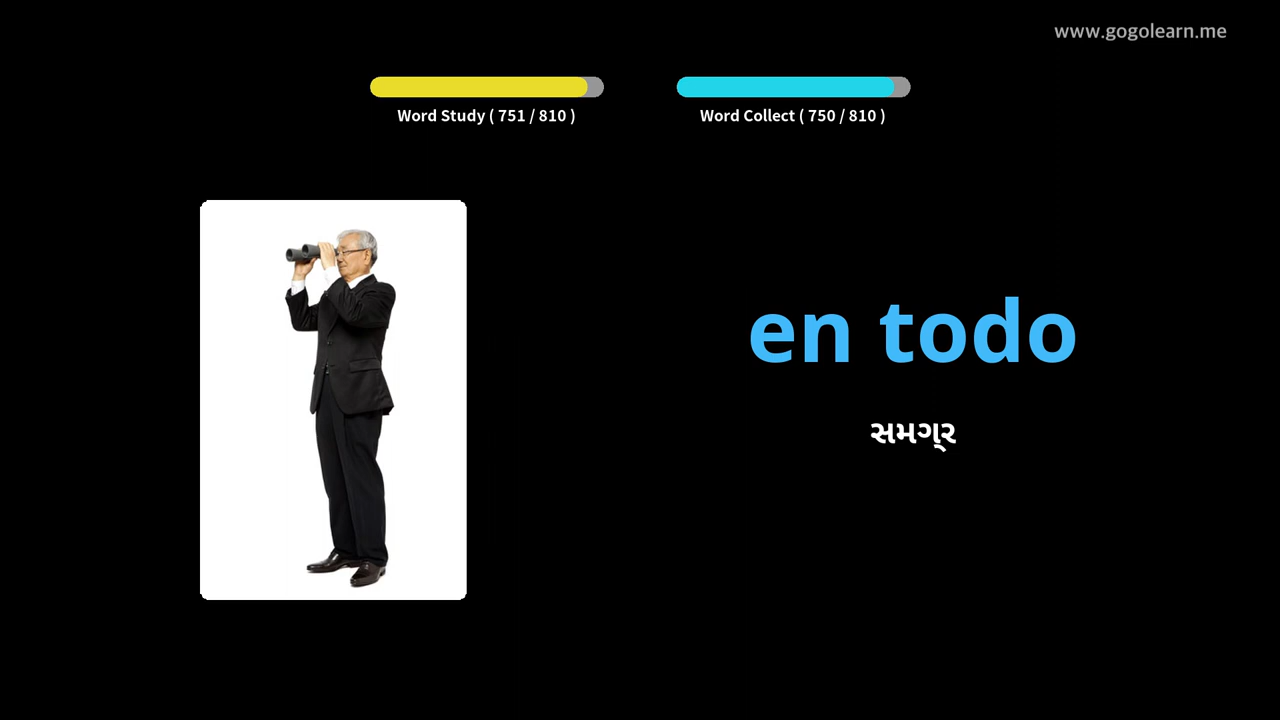 www.gogolearn.me
Word Study ( 751 / 810 )
Word Collect ( 750 / 810 )
en todo
સમગ્ર